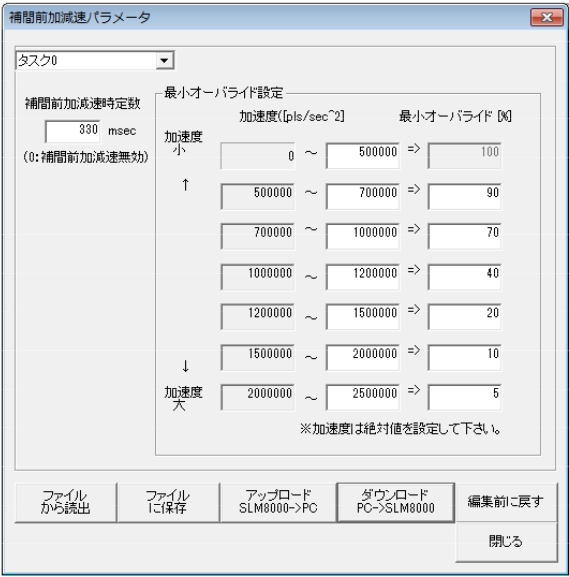 補間前加減速パラメータ
タスク0
補間前加減速時定数
330 msec
(0:補間前加減速無効)
最小オーバライド設定
加速度([pls/sec^2] 最小オーバライド [%]
加速度
小
0 ～ 500000 => 100
↑
500000 ～ 700000 => 90
700000 ～ 1000000 => 70
1000000 ～ 1200000 => 40
1200000 ～ 1500000 => 20
1500000 ～ 2000000 => 10
↓
加速度
大
2000000 ～ 2500000 => 5
※加速度は絶対値を設定して下さい。
ファイル
から読出
ファイル
に保存
アップロード
SLM8000->PC
ダウンロード
PC->SLM8000
編集前に戻す
閉じる